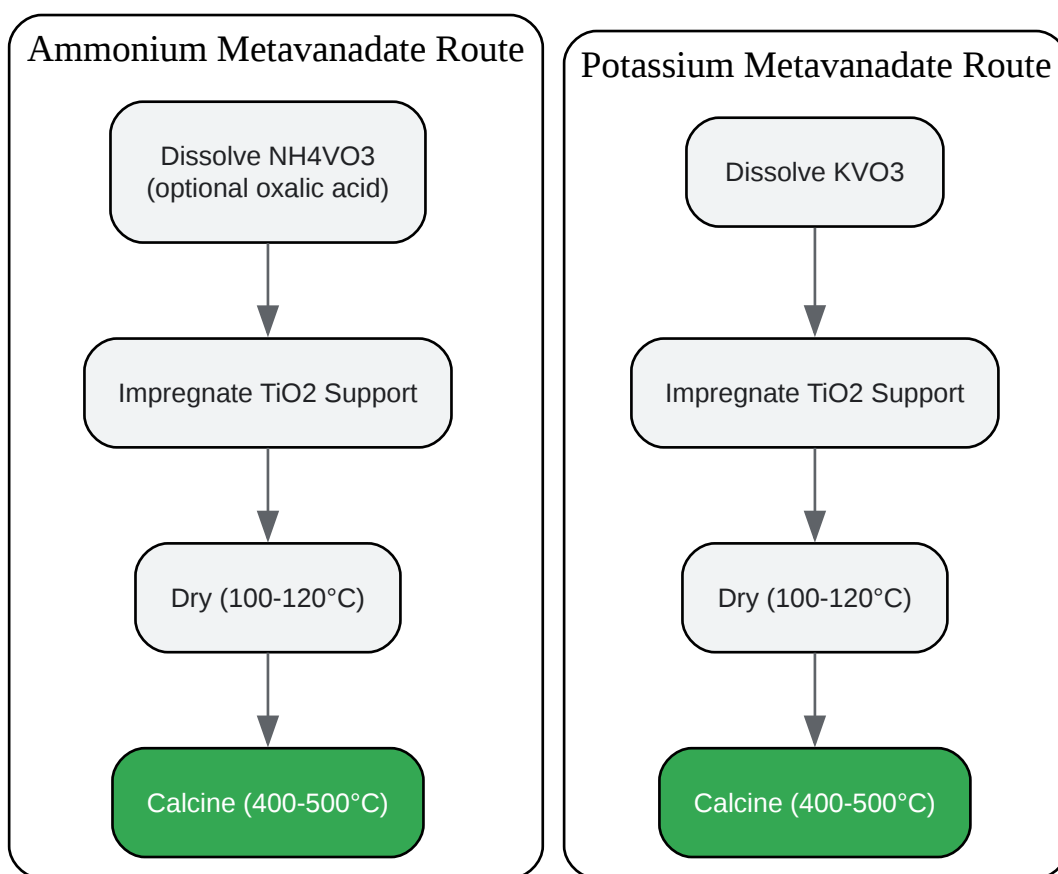 Ammonium Metavanadate Route
Dissolve NH4VO3
(optional oxalic acid)
Impregnate TiO2 Support
Dry (100-120°C)
Calcine (400-500°C)
Potassium Metavanadate Route
Dissolve KVO3
Impregnate TiO2 Support
Dry (100-120°C)
Calcine (400-500°C)